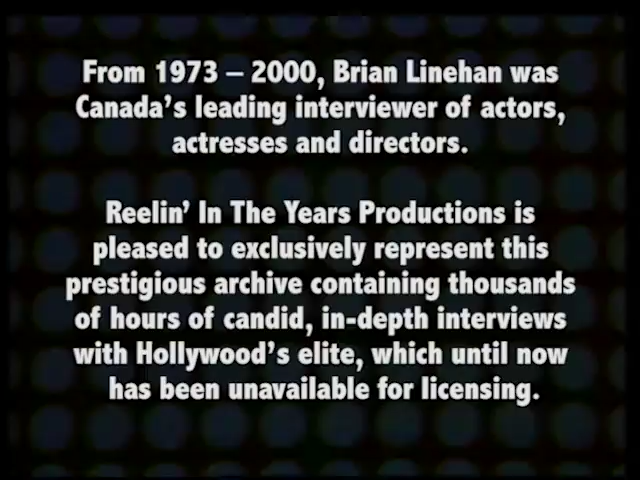 From 1973 – 2000, Brian Linehan was
Canada's leading interviewer of actors,
actresses and directors.
Reelin' In The Years Productions is
pleased to exclusively represent this
prestigious archive containing thousands
of hours of candid, in-depth interviews
with Hollywood's elite, which until now
has been unavailable for licensing.